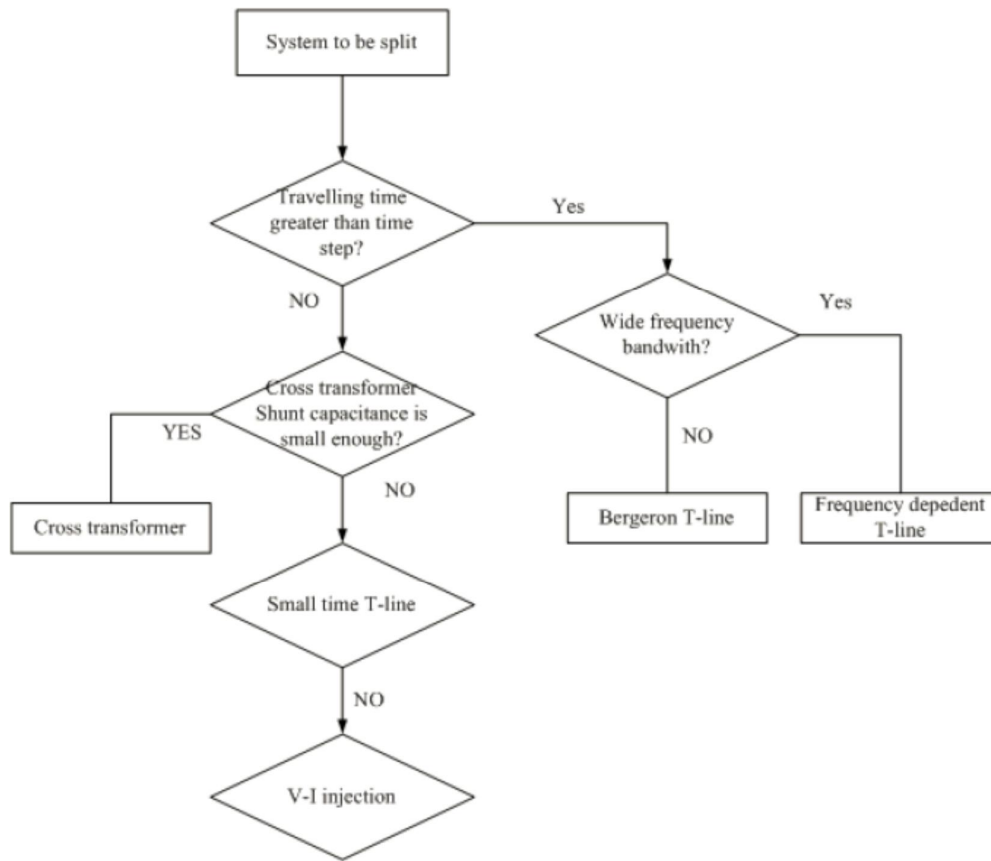 System to be split
Travelling time
greater than time
step?
Yes
NO
Wide frequency
bandwith?
Yes
Cross transformer
Shunt capacitance is
small enough?
YES
NO
NO
Cross transformer
Bergeron T-line
Frequency depedent
T-line
Small time T-line
NO
V-I injection